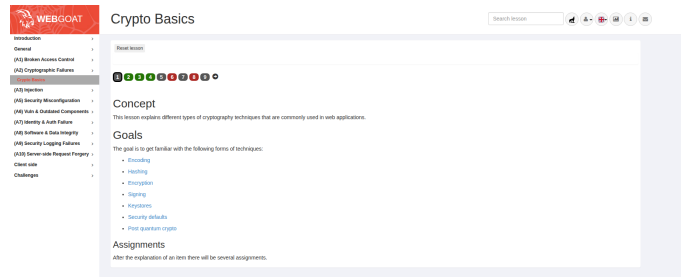 WEBGOAT
Crypto Basics
Search lesson
Introduction
General
(A1) Broken Access Control
(A2) Cryptographic Failures
Crypto Basics
(A3) Injection
(A5) Security Misconfiguration
(A6) Vuln & Outdated Components
(A7) Identity & Auth Failure
(A8) Software & Data Integrity
(A9) Security Logging Failures
(A10) Server-side Request Forgery
Client side
Challenges
Reset lesson
1 2 3 4 5 6 7 8 9
Concept
This lesson explains different types of cryptography techniques that are commonly used in web applications.
Goals
The goal is to get familiar with the following forms of techniques:
• Encoding
• Hashing
• Encryption
• Signing
• Keystores
• Security defaults
• Post quantum crypto
Assignments
After the explanation of an item there will be several assignments.